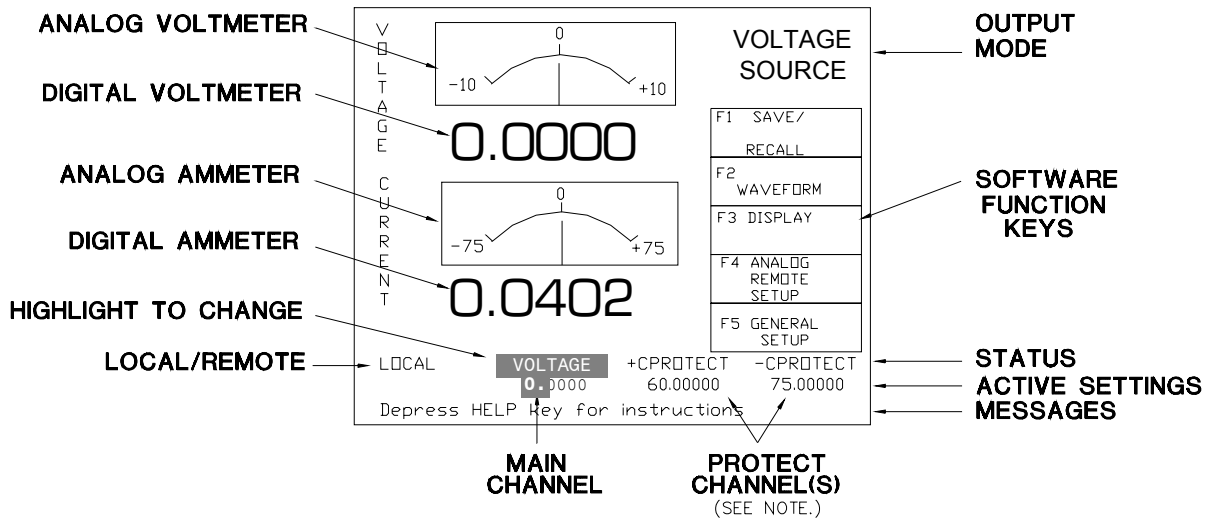 ANALOG VOLTMETER
DIGITAL VOLTMETER
ANALOG AMMETER
DIGITAL AMMETER
HIGHLIGHT TO CHANGE
LOCAL/REMOTE
VOLTAGE CURRENT
0
-10 +10
0.0000
0
-75 +75
0.0402
VOLTAGE
SOURCE
F1 SAVE/
RECALL
F2
WAVEFORM
F3 DISPLAY
F4 ANALOG
REMOTE
SETUP
F5 GENERAL
SETUP
LOCAL VOLTAGE +CPROTECT -CPROTECT
0.0000 60.00000 75.00000
Depress HELP key for instructions
OUTPUT
MODE
SOFTWARE
FUNCTION
KEYS
STATUS
ACTIVE SETTINGS
MESSAGES
MAIN
CHANNEL
PROTECT
CHANNEL(S)
(SEE NOTE.)